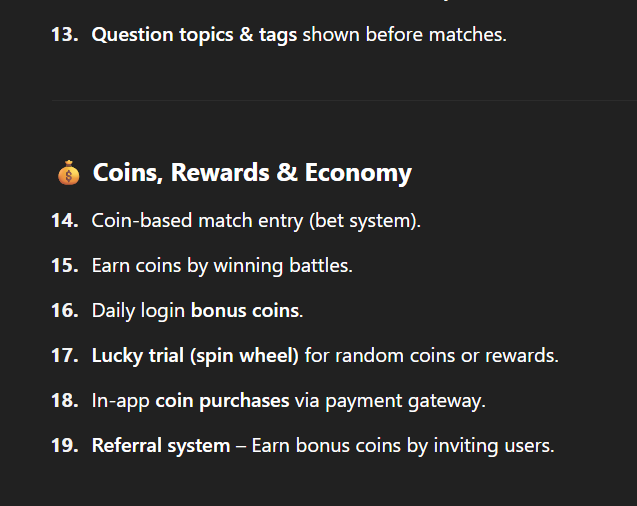 13. Question topics & tags shown before matches.
💰 Coins, Rewards & Economy
14. Coin-based match entry (bet system).
15. Earn coins by winning battles.
16. Daily login bonus coins.
17. Lucky trial (spin wheel) for random coins or rewards.
18. In-app coin purchases via payment gateway.
19. Referral system – Earn bonus coins by inviting users.